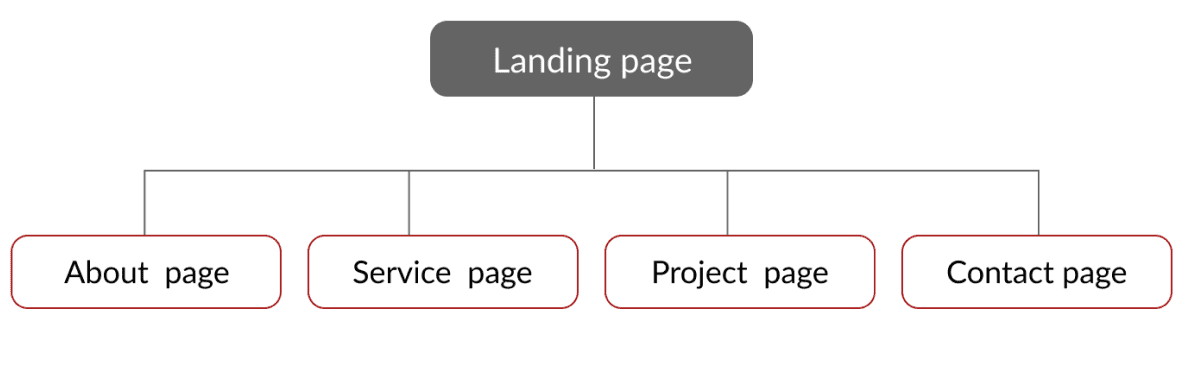 Landing page
About page
Service page
Project page
Contact page